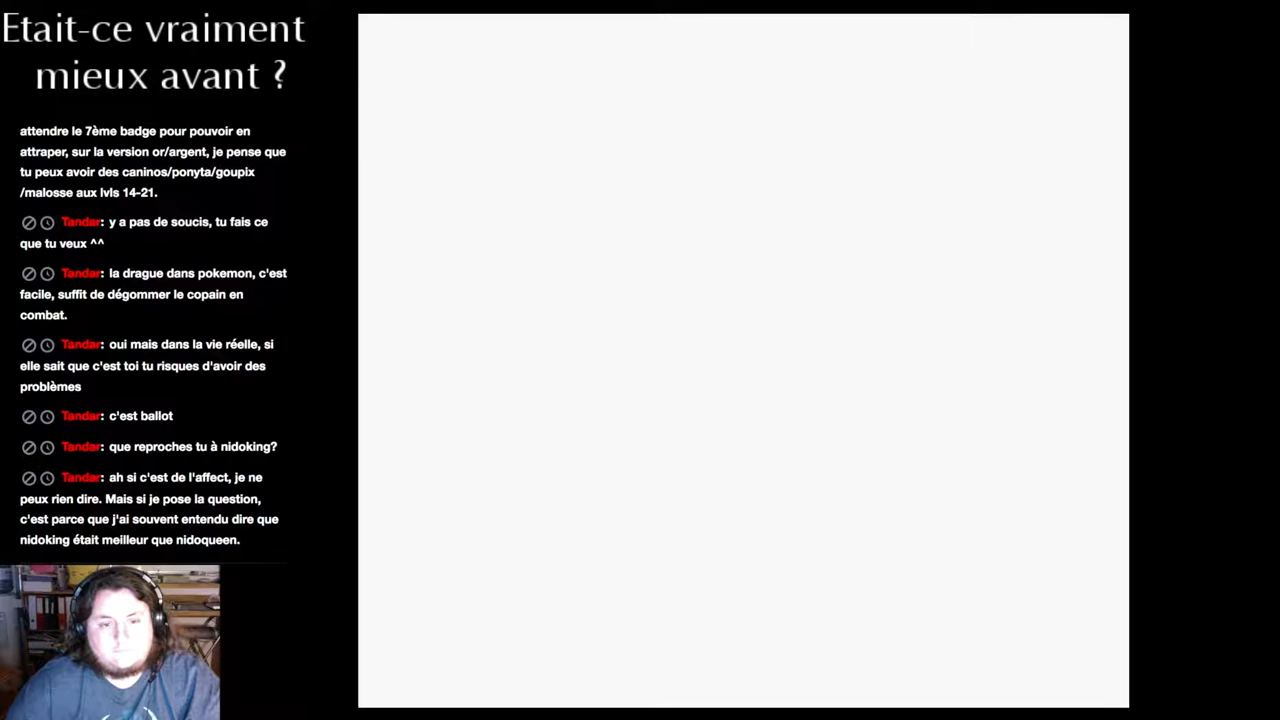 Etait-ce vraiment
mieux avant ?
attendre le 7ème badge pour pouvoir en
attraper, sur la version or/argent, je pense que
tu peux avoir des caninos/ponyta/goupix
/malosse aux lvls 14-21.
Tandar: y a pas de soucis, tu fais ce
que tu veux ^^
Tandar: la drague dans pokemon, c'est
facile, suffit de dégommer le copain en
combat.
Tandar: oui mais dans la vie réelle, si
elle sait que c'est toi tu risques d'avoir des
problèmes
Tandar: c'est ballot
Tandar: que reproches tu à nidoking?
Tandar: ah si c'est de l'affect, je ne
peux rien dire. Mais si je pose la question,
c'est parce que j'ai souvent entendu dire que
nidoking était meilleur que nidoqueen.